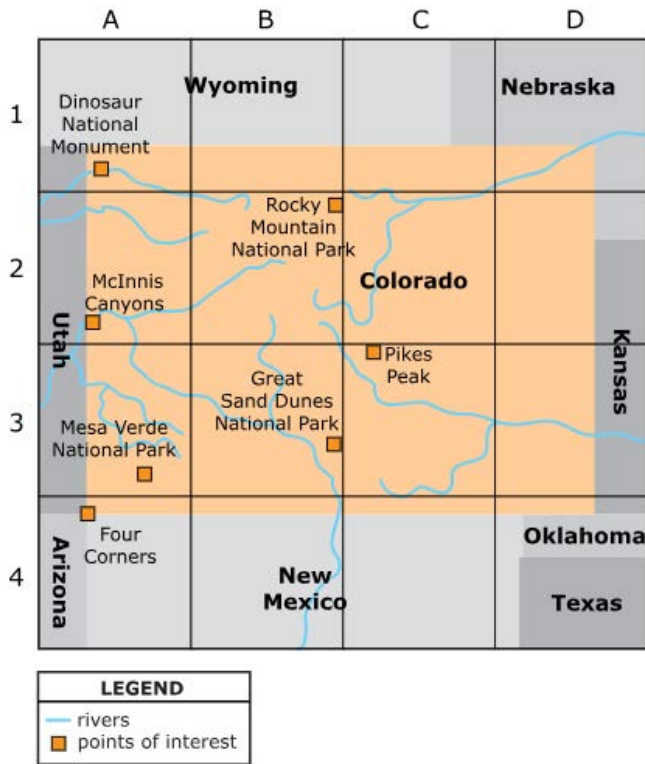 A B C D
1
2
3
4
Wyoming
Nebraska
Dinosaur
National
Monument
Rocky
Mountain
National Park
Colorado
McInnis
Canyons
Utah
Kansas
Pikes
Peak
Great
Sand Dunes
National Park
Mesa Verde
National Park
Four
Corners
Arizona
New
Mexico
Oklahoma
Texas
LEGEND
rivers
points of interest